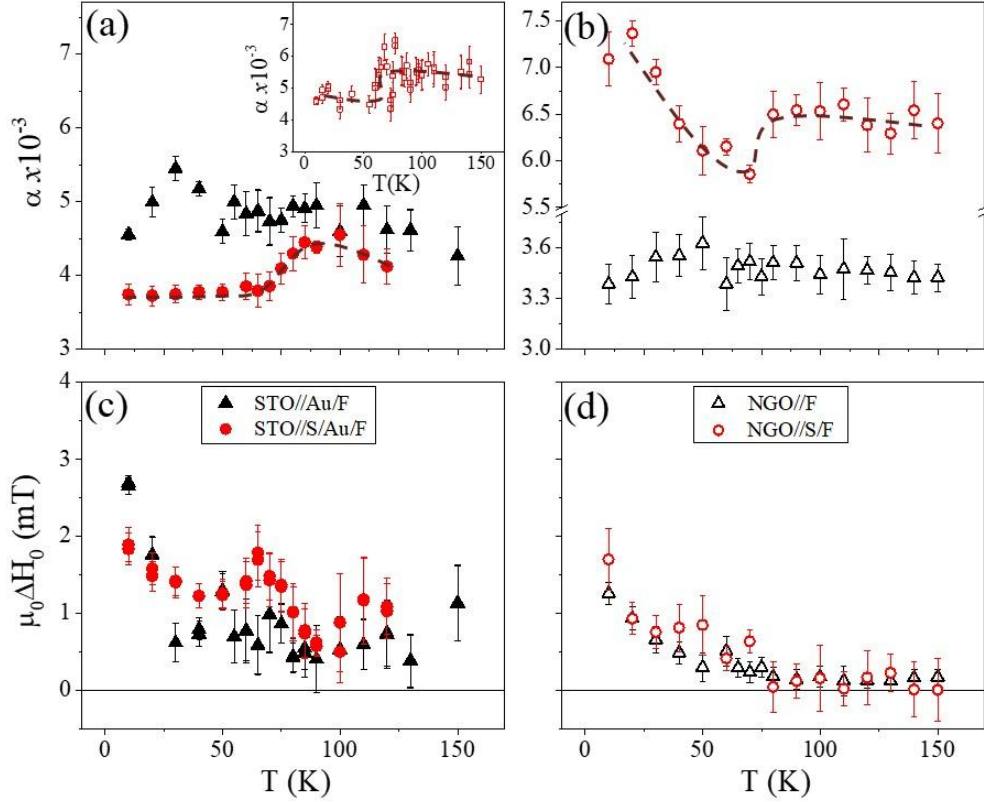 (a)
α x10⁻³
7
6
5
4
3
α x10⁻³
7
6
5
4
3
0 50 100 150
T(K)
(b)
7.5
7.0
6.5
6.0
5.5
3.6
3.3
3.0
(c)
STO//Au/F
STO//S/Au/F
μ₀ΔH₀ (mT)
4
3
2
1
0
0 50 100 150
T (K)
(d)
NGO//F
NGO//S/F
0 50 100 150
T (K)